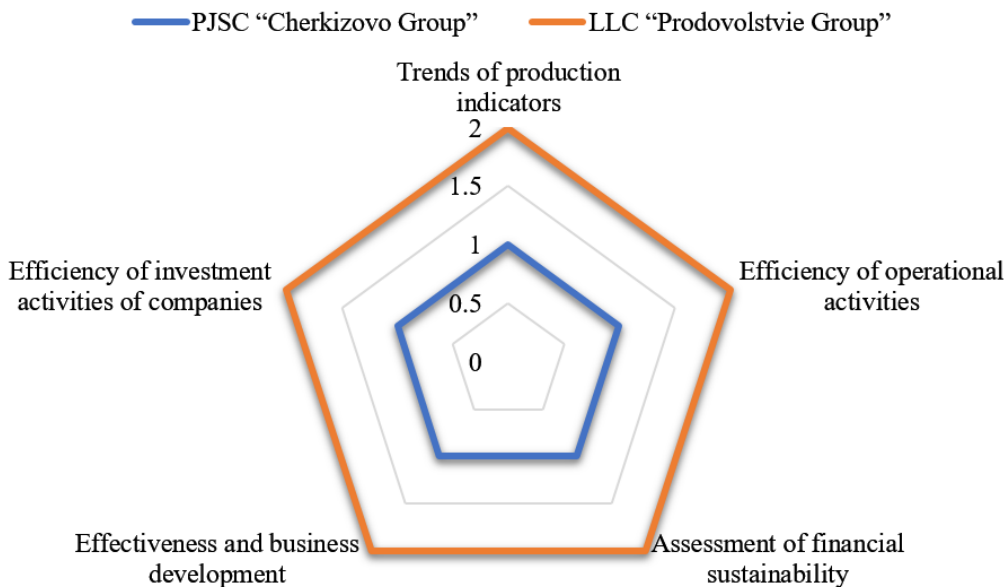 PJSC “Cherkizovo Group” LLC “Prodovolstvie Group”
Trends of production
indicators
2
1.5
1
0.5
0
Efficiency of operational
activities
Assessment of financial
sustainability
Effectiveness and business
development
Efficiency of investment
activities of companies